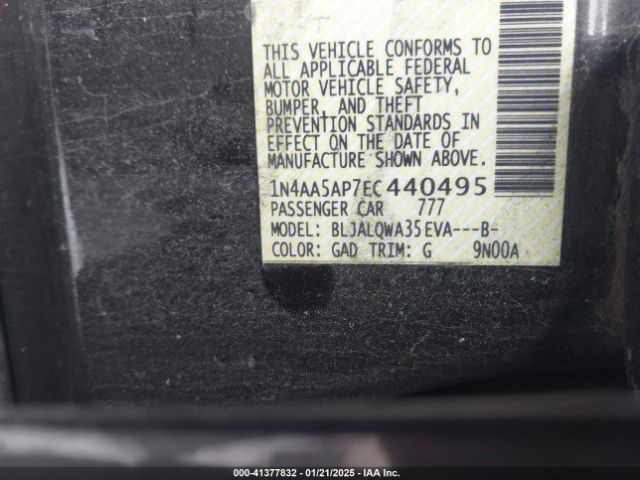 THIS VEHICLE CONFORMS TO
ALL APPLICABLE FEDERAL
MOTOR VEHICLE SAFETY,
BUMPER, AND THEFT
PREVENTION STANDARDS IN
EFFECT ON THE DATE OF
MANUFACTURE SHOWN ABOVE.
1N4AA5AP7EC440495
PASSENGER CAR 777
MODEL: BLJALQWA35EVA---B-
COLOR: GAD TRIM: G 9N00A
000-41377832 / 01/21/2025 - IAA Inc.